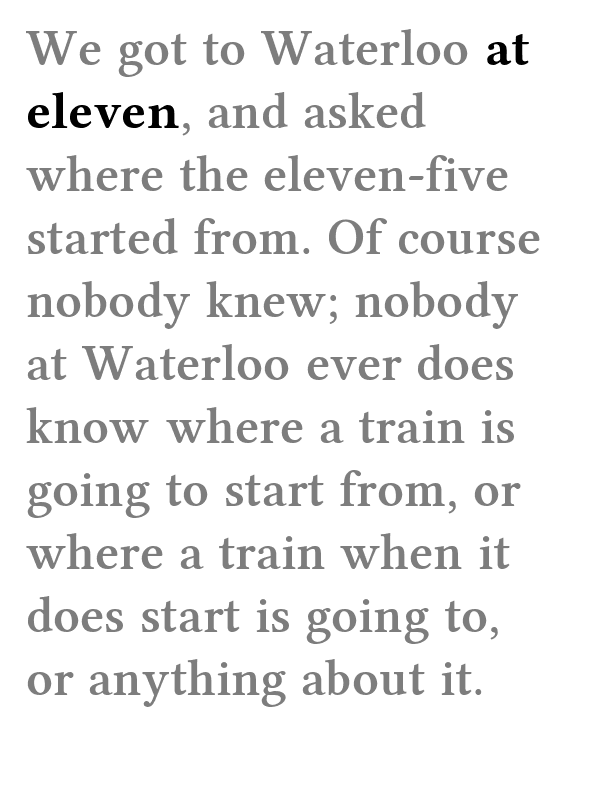 We got to Waterloo at
eleven, and asked
where the eleven-five
started from. Of course
nobody knew; nobody
at Waterloo ever does
know where a train is
going to start from, or
where a train when it
does start is going to,
or anything about it.